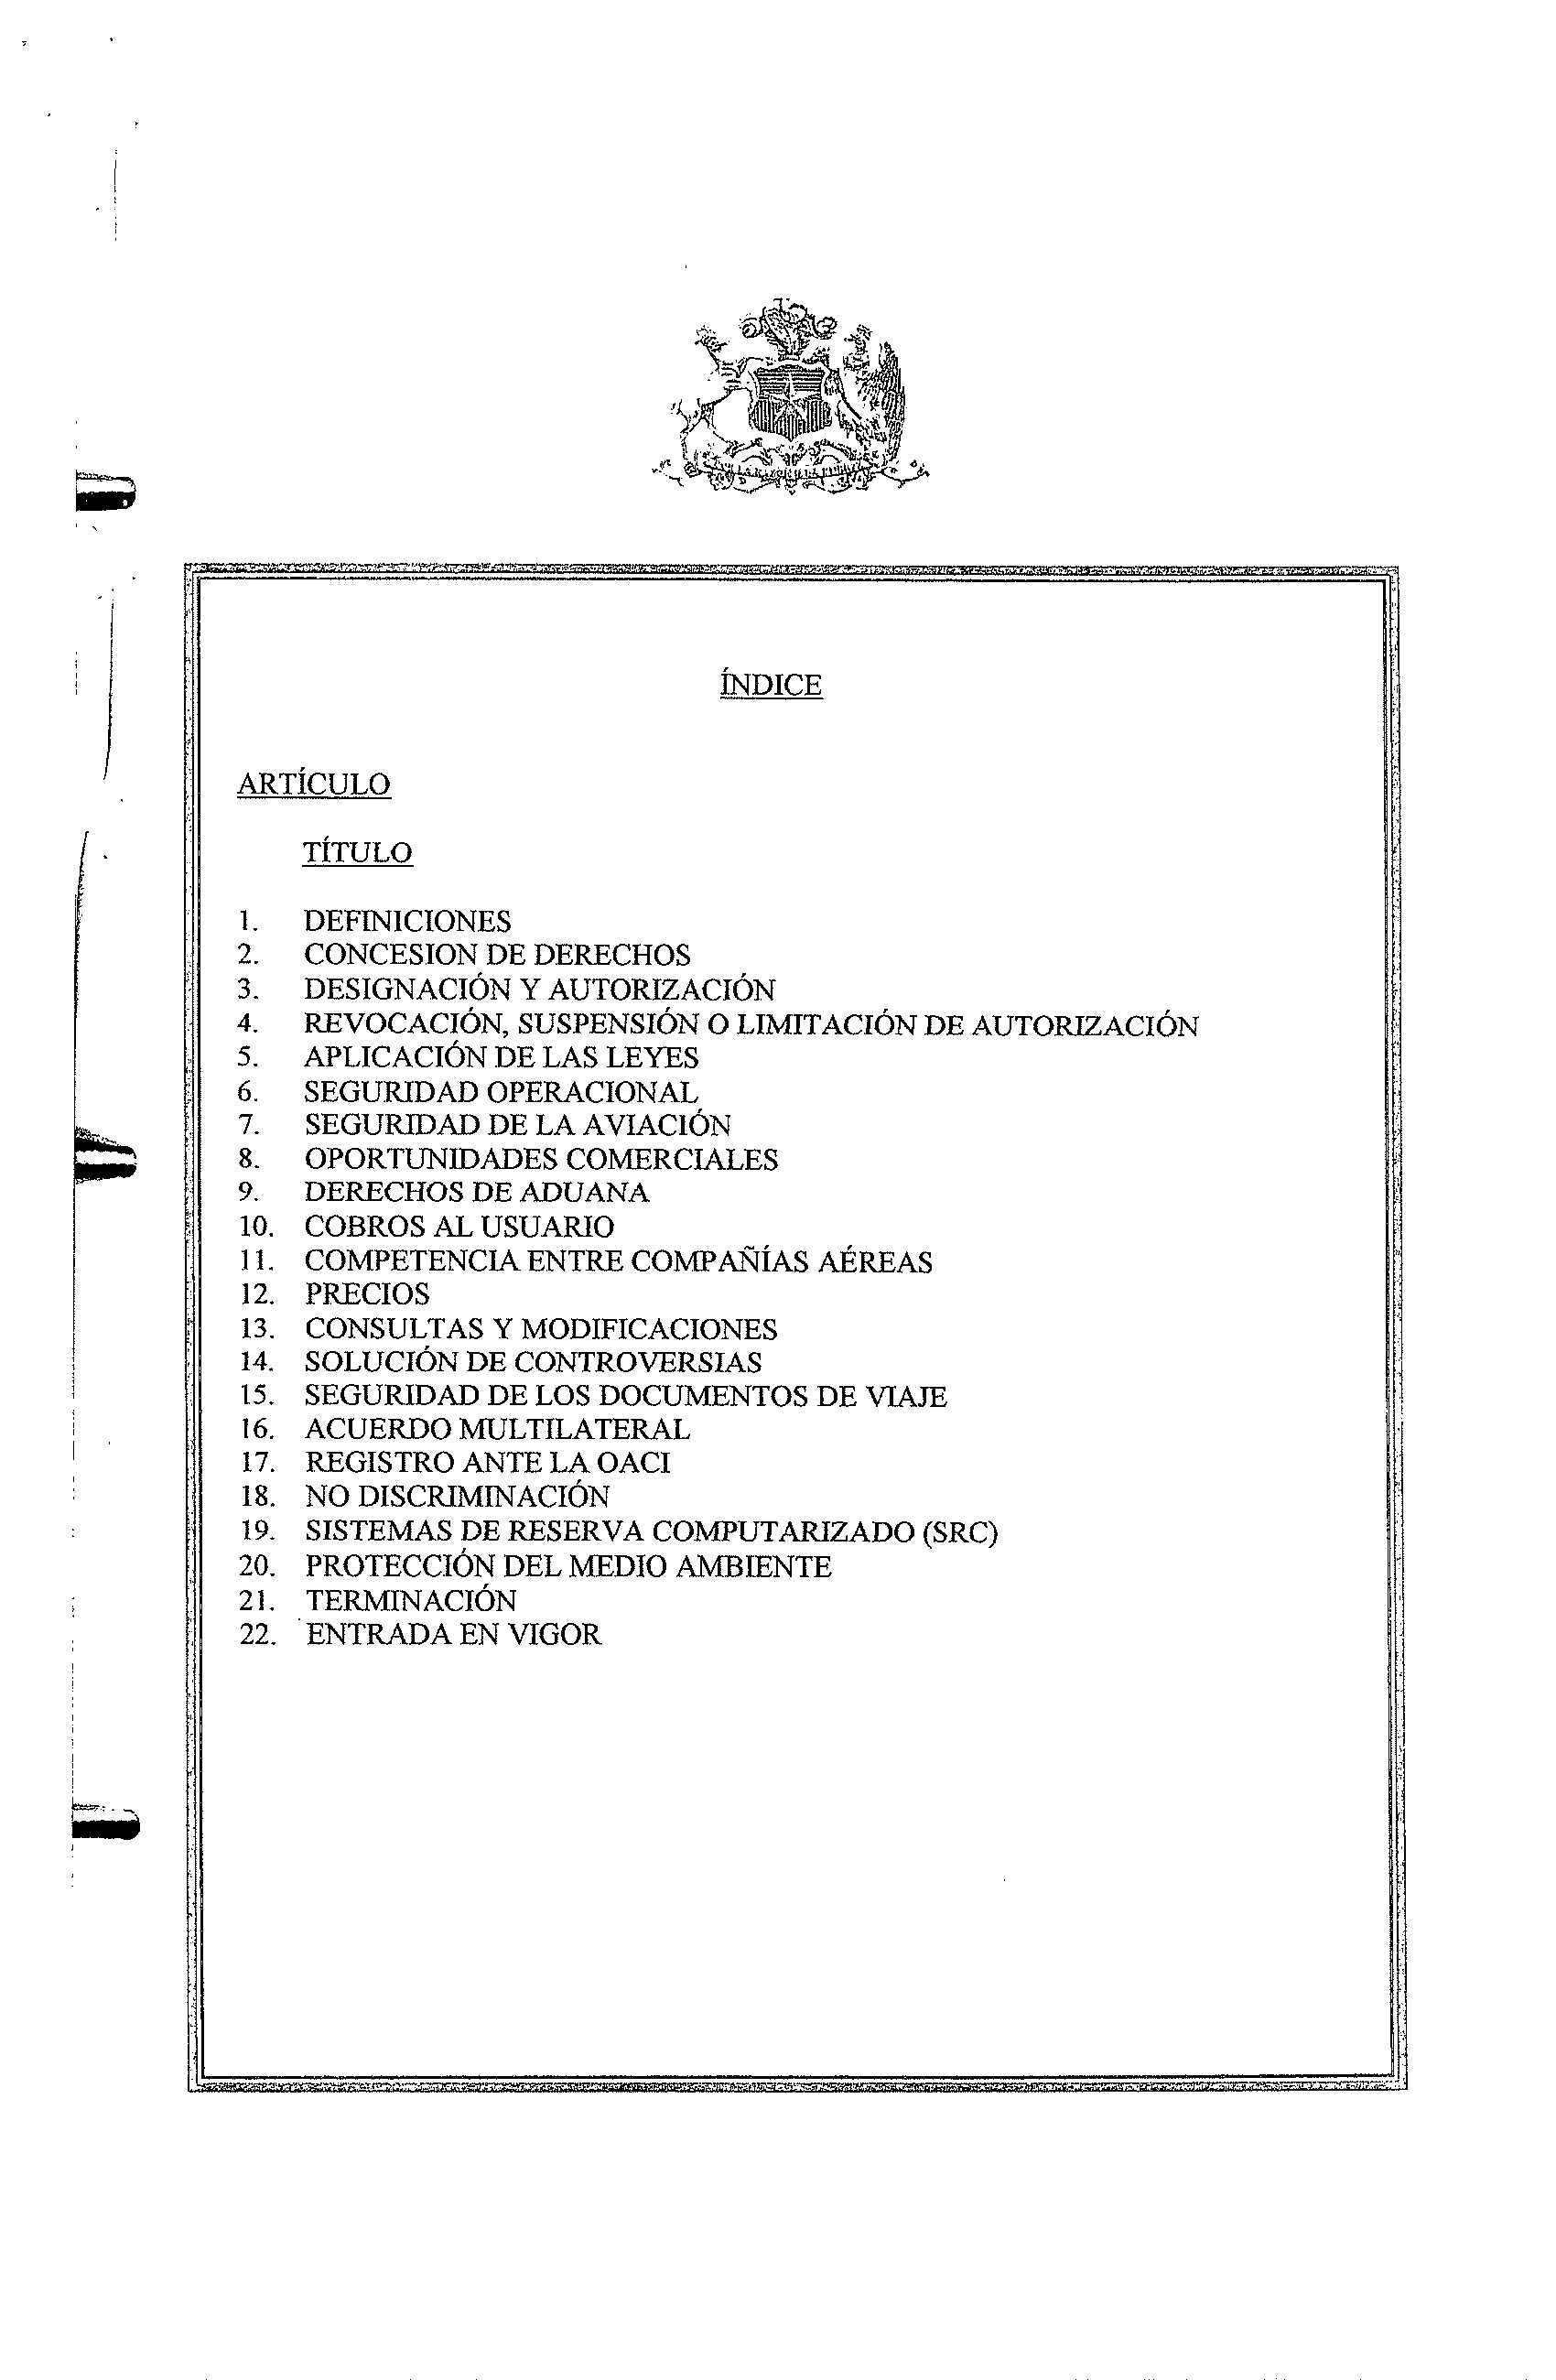 ÍNDICE
ARTÍCULO
TÍTULO
1. DEFINICIONES
2. CONCESION DE DERECHOS
3. DESIGNACIÓN Y AUTORIZACIÓN
4. REVOCACIÓN, SUSPENSIÓN O LIMITACIÓN DE AUTORIZACIÓN
5. APLICACIÓN DE LAS LEYES
6. SEGURIDAD OPERACIONAL
7. SEGURIDAD DE LA AVIACIÓN
8. OPORTUNIDADES COMERCIALES
9. DERECHOS DE ADUANA
10. COBROS AL USUARIO
11. COMPETENCIA ENTRE COMPAÑÍAS AÉREAS
12. PRECIOS
13. CONSULTAS Y MODIFICACIONES
14. SOLUCIÓN DE CONTROVERSIAS
15. SEGURIDAD DE LOS DOCUMENTOS DE VIAJE
16. ACUERDO MULTILATERAL
17. REGISTRO ANTE LA OACI
18. NO DISCRIMINACIÓN
19. SISTEMAS DE RESERVA COMPUTARIZADO (SRC)
20. PROTECCIÓN DEL MEDIO AMBIENTE
21. TERMINACIÓN
22. ENTRADA EN VIGOR